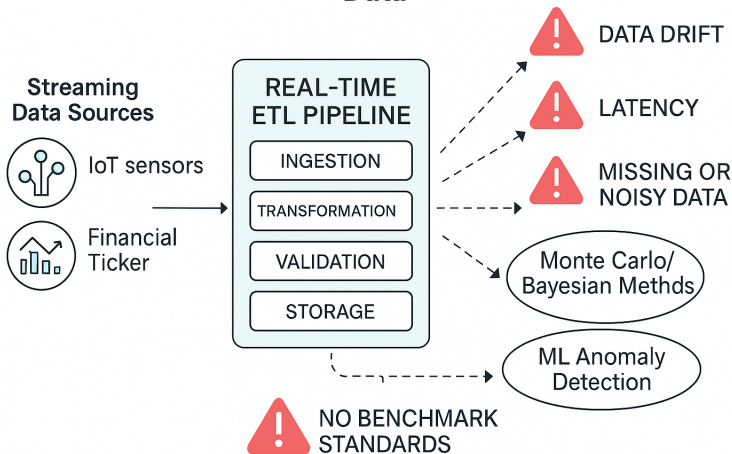 Data
Streaming
Data Sources
IoT sensors
Financial
Ticker
REAL-TIME
ETL PIPELINE
INGESTION
TRANSFORMATION
VALIDATION
STORAGE
DATA DRIFT
LATENCY
MISSING OR
NOISY DATA
Monte Carlo/
Bayesian Methds
ML Anomaly
Detection
NO BENCHMARK
STANDARDS